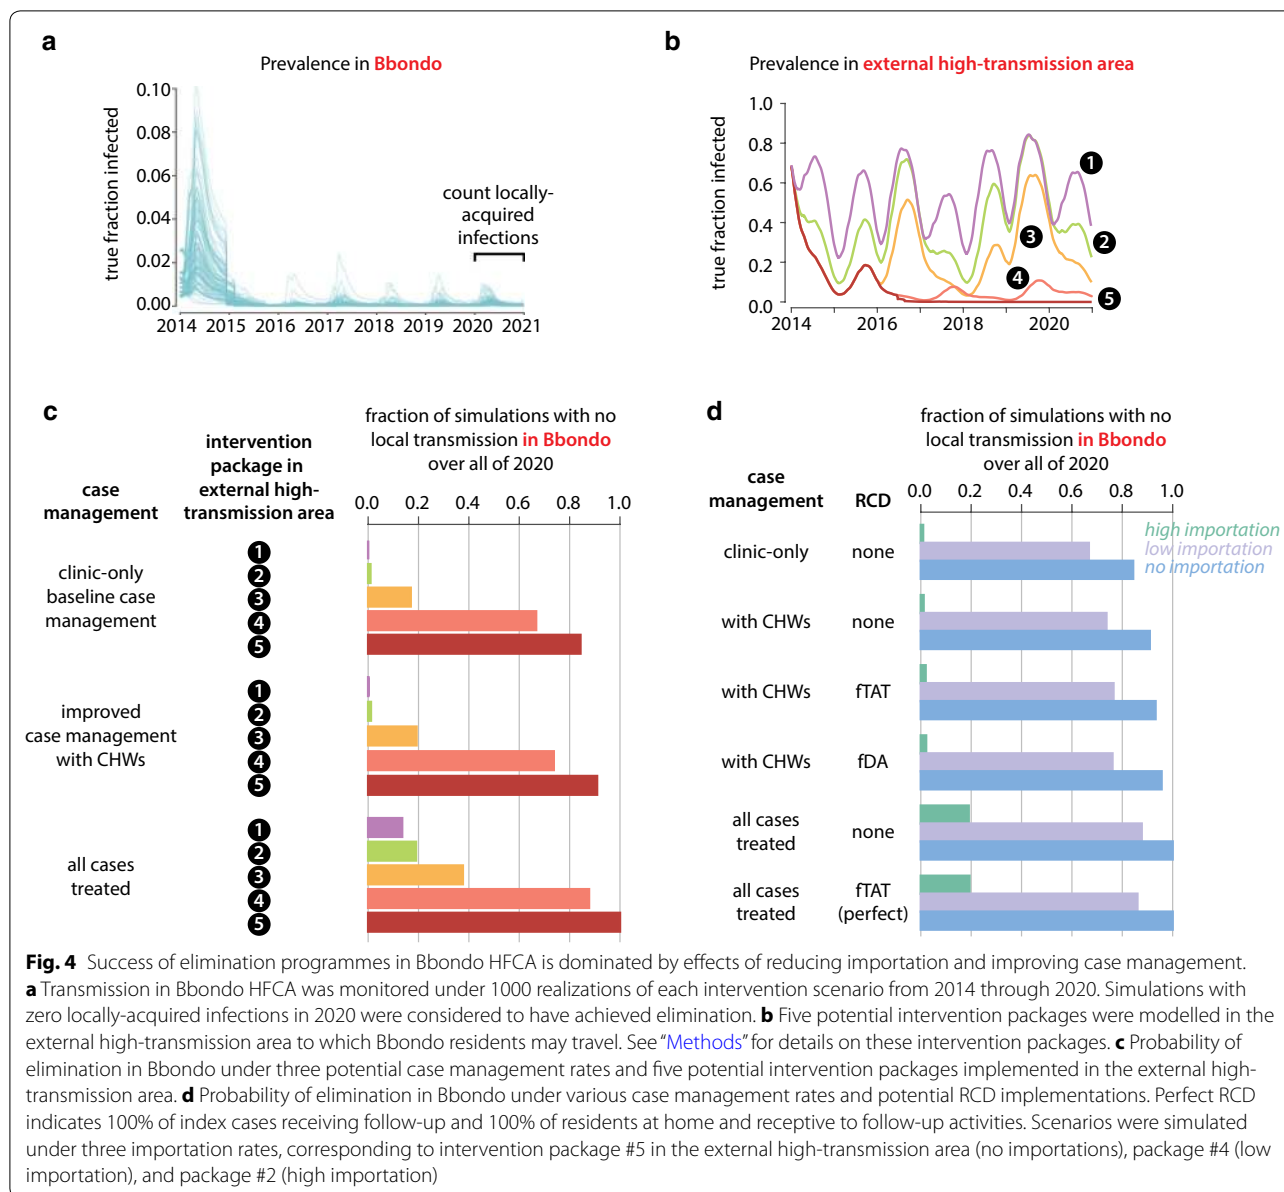 a
Prevalence in Bbondo
true fraction infected
0.10
0.08
0.06
0.04
0.02
0.00
2014 2015 2016 2017 2018 2019 2020 2021
count locally-
acquired
infections
b
Prevalence in external high-transmission area
true fraction infected
1.0
0.8
0.6
0.4
0.2
0.0
2014 2016 2018 2020
1
2
3
4
5
c
case
management
intervention
package in
external high-
transmission area
fraction of simulations with no
local transmission in Bbondo
over all of 2020
0.0 0.2 0.4 0.6 0.8 1.0
clinic-only
baseline case
management
1
2
3
4
5
improved
case management
with CHWs
1
2
3
4
5
all cases
treated
1
2
3
4
5
d
case
management
RCD
fraction of simulations with no
local transmission in Bbondo
over all of 2020
0.0 0.2 0.4 0.6 0.8 1.0
high importation
low importation
no importation
clinic-only none
with CHWs none
with CHWs fTAT
with CHWs fDA
all cases
treated
none
all cases
treated
fTAT
(perfect)
Fig. 4 Success of elimination programmes in Bbondo HFCA is dominated by effects of reducing importation and improving case management.
a Transmission in Bbondo HFCA was monitored under 1000 realizations of each intervention scenario from 2014 through 2020. Simulations with
zero locally-acquired infections in 2020 were considered to have achieved elimination. b Five potential intervention packages were modelled in the
external high-transmission area to which Bbondo residents may travel. See “Methods” for details on these intervention packages. c Probability of
elimination in Bbondo under three potential case management rates and five potential intervention packages implemented in the external high-
transmission area. d Probability of elimination in Bbondo under various case management rates and potential RCD implementations. Perfect RCD
indicates 100% of index cases receiving follow-up and 100% of residents at home and receptive to follow-up activities. Scenarios were simulated
under three importation rates, corresponding to intervention package #5 in the external high-transmission area (no importations), package #4 (low
importation), and package #2 (high importation)